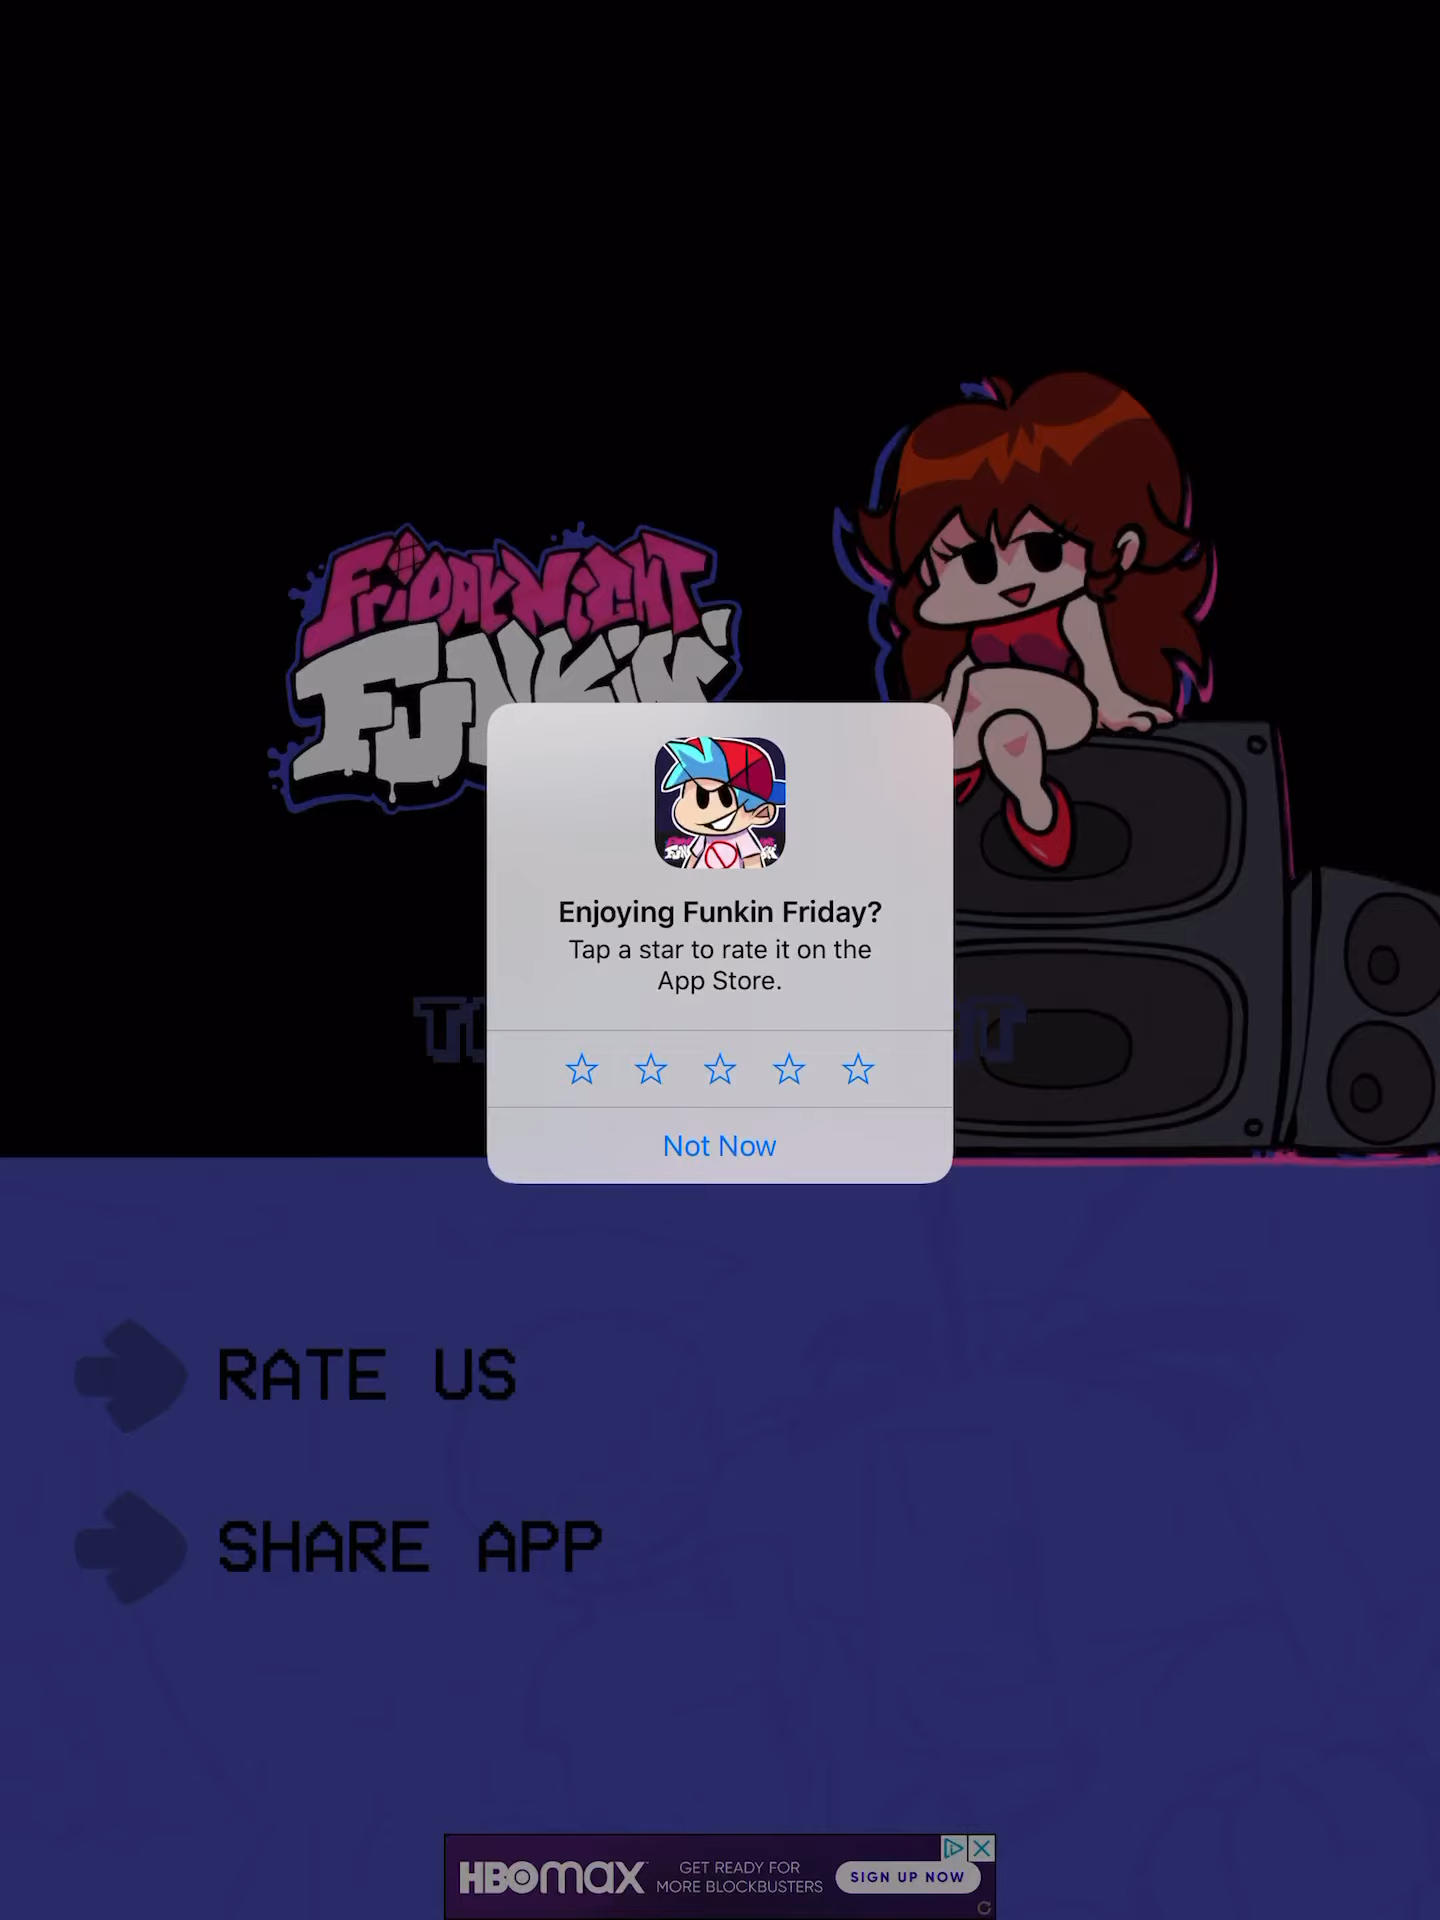 FRIDAY NIGHT
FUNKIN'
Enjoying Funkin Friday?
Tap a star to rate it on the
App Store.
Not Now
RATE US
SHARE APP
HBOmax
GET READY FOR
MORE BLOCKBUSTERS
SIGN UP NOW